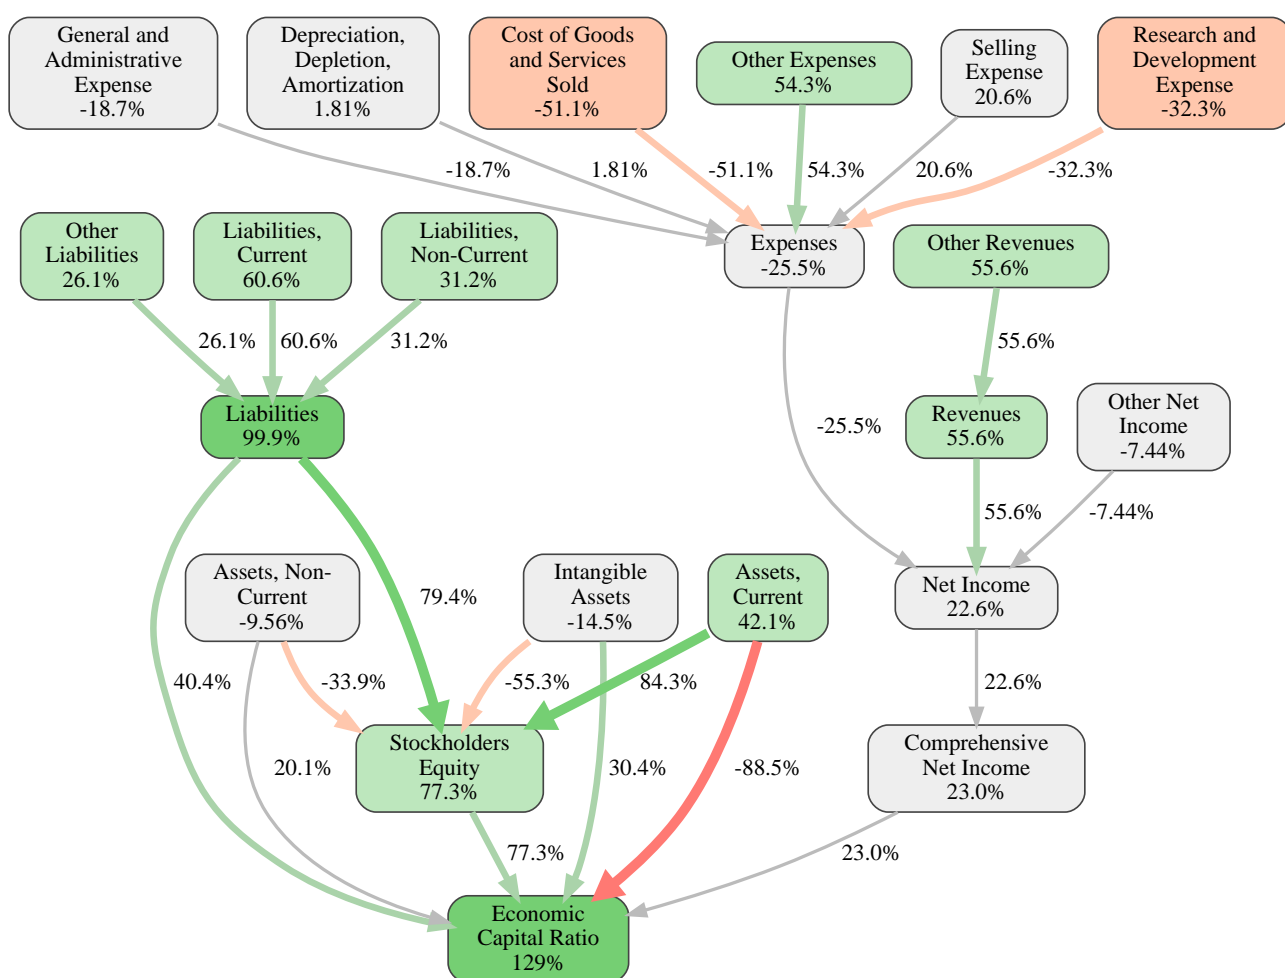 General and
Administrative
Expense
-18.7%
Depreciation,
Depletion,
Amortization
1.81%
Cost of Goods
and Services
Sold
-51.1%
Other Expenses
54.3%
Selling
Expense
20.6%
Research and
Development
Expense
-32.3%
-18.7%
1.81%
-51.1%
54.3%
20.6%
-32.3%
Other
Liabilities
26.1%
Liabilities,
Current
60.6%
Liabilities,
Non-Current
31.2%
Expenses
-25.5%
Other Revenues
55.6%
26.1%
60.6%
31.2%
55.6%
Liabilities
99.9%
-25.5%
Revenues
55.6%
Other Net
Income
-7.44%
55.6%
-7.44%
Assets, Non-
Current
-9.56%
79.4%
Intangible
Assets
-14.5%
Assets,
Current
42.1%
Net Income
22.6%
40.4%
-33.9%
-55.3%
84.3%
22.6%
20.1%
Stockholders
Equity
77.3%
30.4%
-88.5%
Comprehensive
Net Income
23.0%
77.3%
23.0%
Economic
Capital Ratio
129%